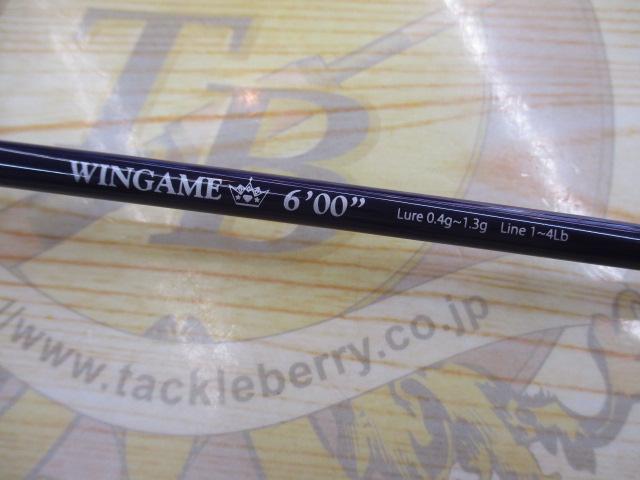 TB
WINGAME 6'00" Lure 0.4g~1.3g Line 1~4Lb
//www.tackleberry.co.jp